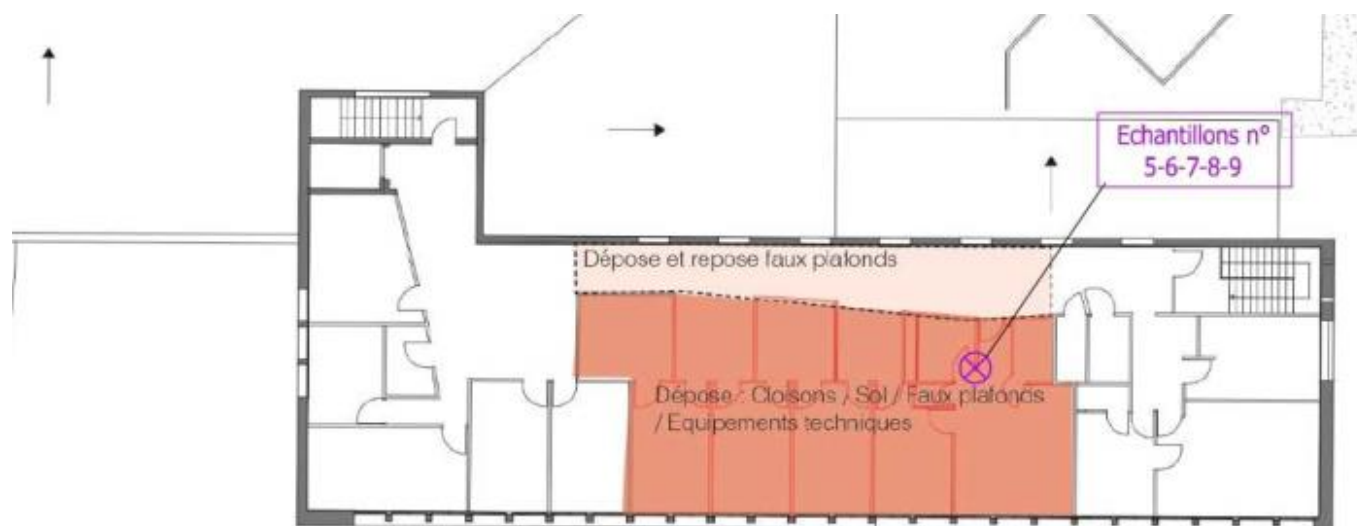 Echantillons n°
5-6-7-8-9
Dépose et repose faux plafonds
Dépose : Cloisons / Sol / Faux plafonds
/ Equipements techniques